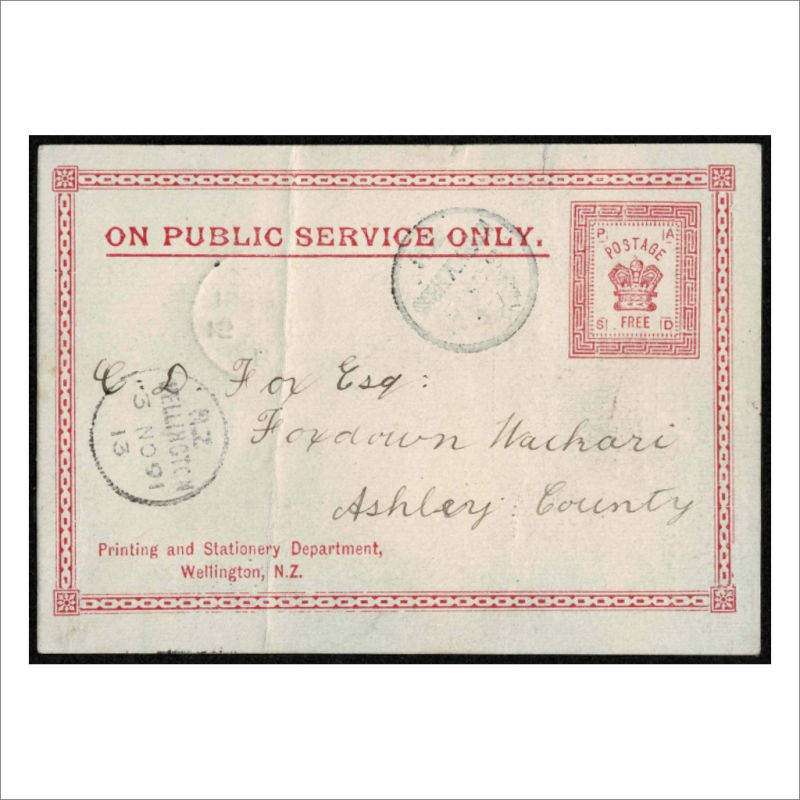 ON PUBLIC SERVICE ONLY.
P A
POSTAGE
S D
FREE
C. D. Fox Esq:
Foxdown Waikari
Ashley County
N.Z
WELLINGTON
3 NO 91
13
Printing and Stationery Department,
Wellington, N.Z.